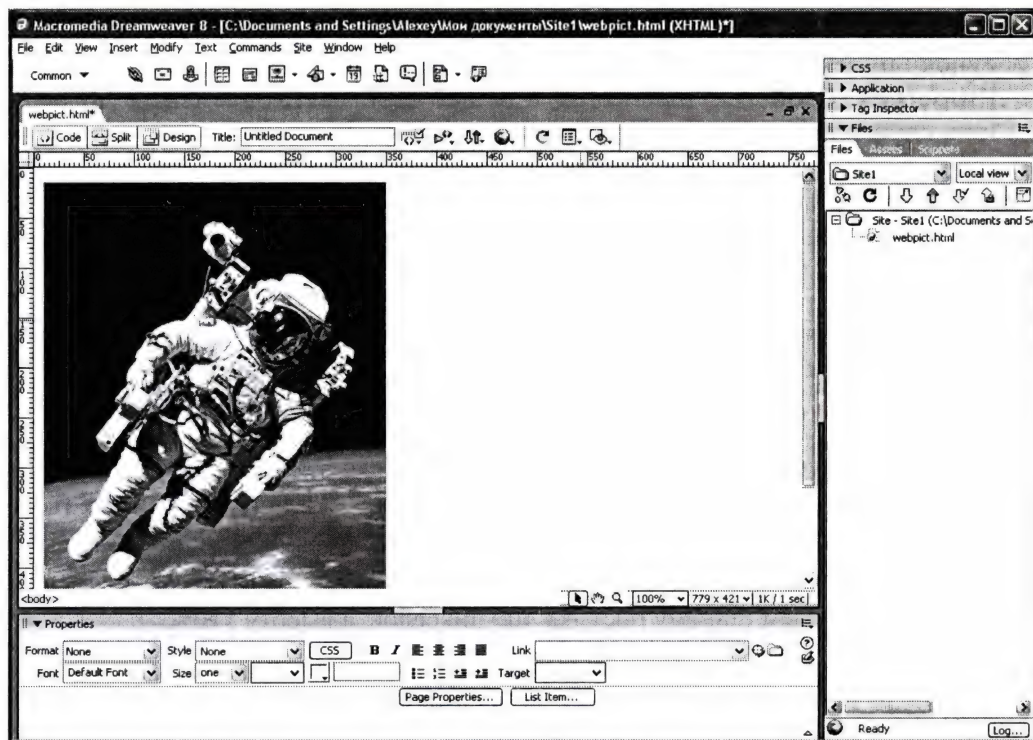 Macromedia Dreamweaver 8 - [C:\Documents and Settings\Alexey\Мои документы\Site1\webpict.html (XHTML)*]
File Edit View Insert Modify Text Commands Site Window Help
Common
CSS
Application
Tag Inspector
Files
webpict.html*
Code Split Design Title: Untitled Document
Files Assets Snippets
Site1 Local view
0 50 100 150 200 250 300 350 400 450 500 550 600 650 700 750
Site - Site1 (C:\Documents and Se
webpict.html
<body> 100% 779 x 421 1K / 1 sec
Properties
Format None Style None CSS B I Link
Font Default Font Size one Target
Page Properties... List Item...
Ready Log...